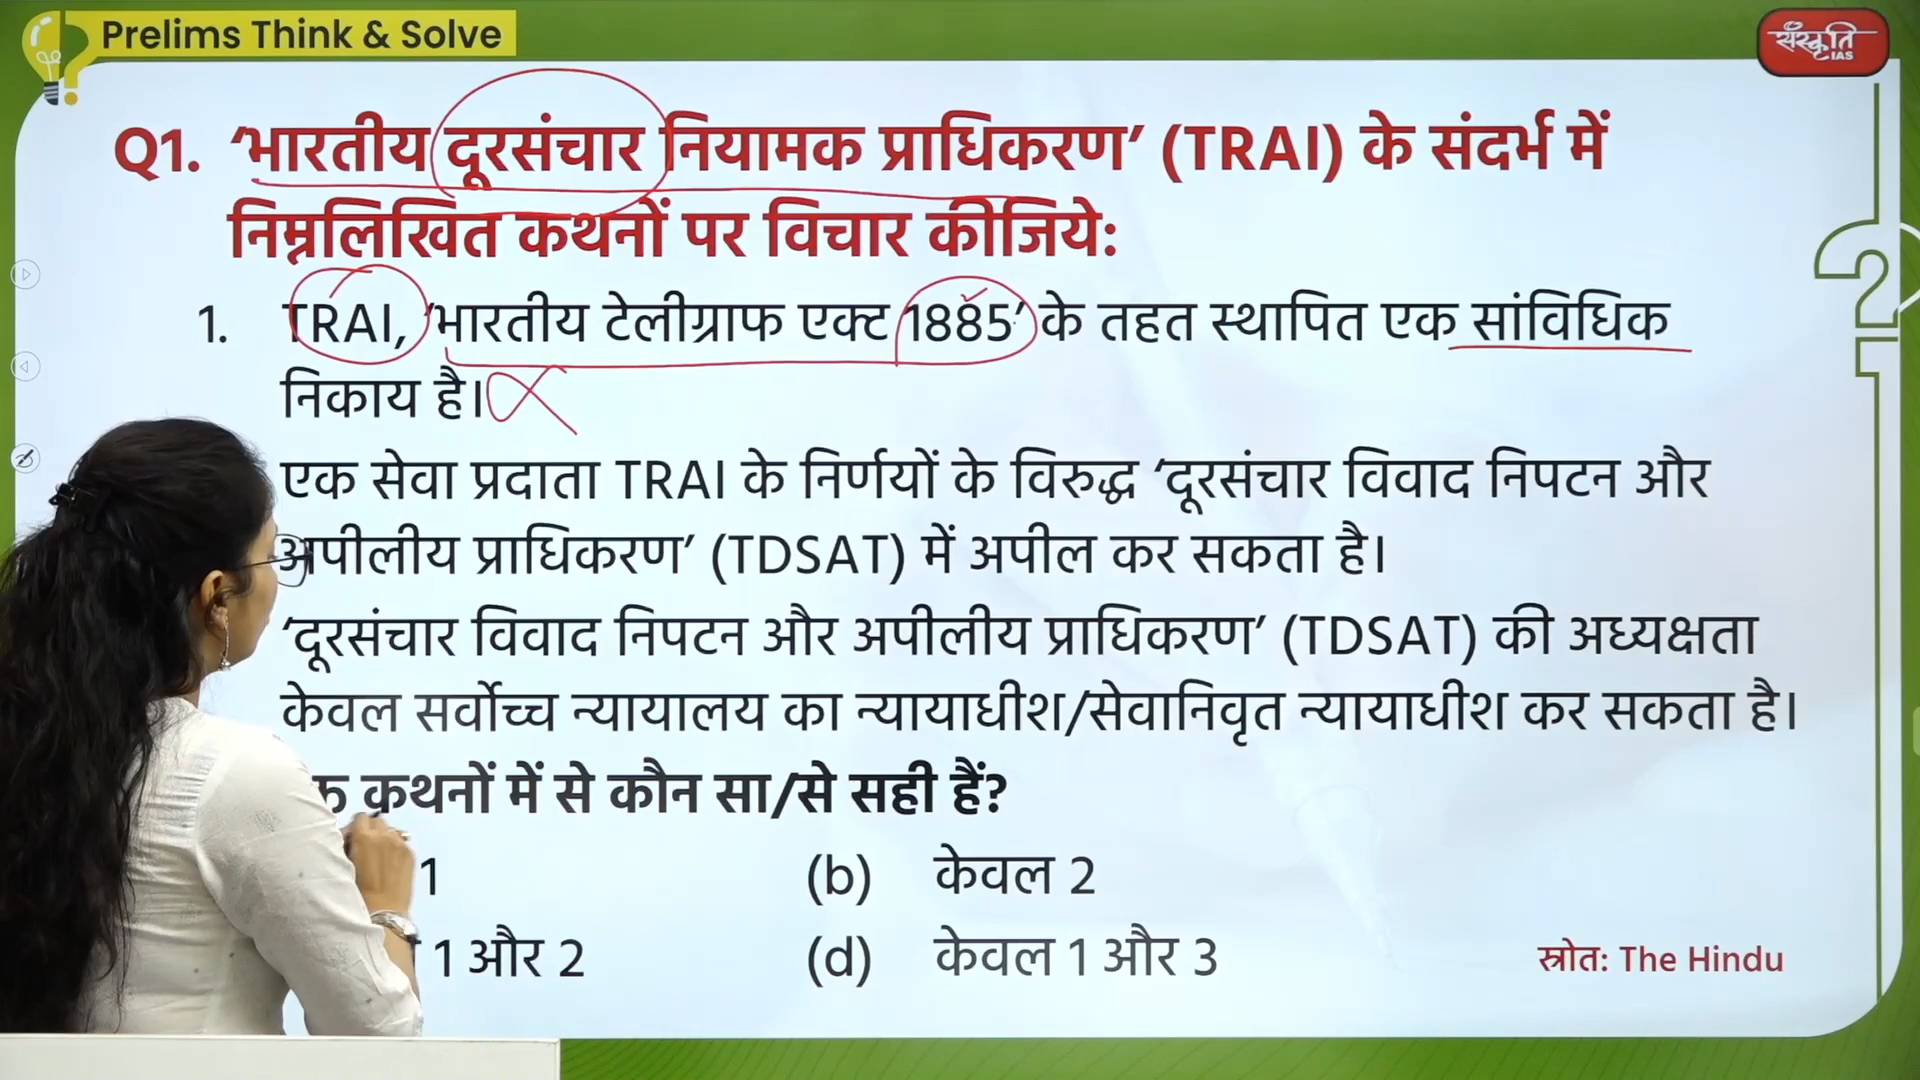 Prelims Think & Solve
संस्कृति
IAS
Q1. ‘भारतीय दूरसंचार नियामक प्राधिकरण’ (TRAI) के संदर्भ में
निम्नलिखित कथनों पर विचार कीजिये:
1. TRAI, ‘भारतीय टेलीग्राफ एक्ट 1885’ के तहत स्थापित एक सांविधिक
निकाय है।
एक सेवा प्रदाता TRAI के निर्णयों के विरुद्ध ‘दूरसंचार विवाद निपटन और
अपीलीय प्राधिकरण’ (TDSAT) में अपील कर सकता है।
‘दूरसंचार विवाद निपटन और अपीलीय प्राधिकरण’ (TDSAT) की अध्यक्षता
केवल सर्वोच्च न्यायालय का न्यायाधीश/सेवानिवृत न्यायाधीश कर सकता है।
कथनों में से कौन सा/से सही हैं?
1 (b) केवल 2
1 और 2 (d) केवल 1 और 3
स्रोत: The Hindu